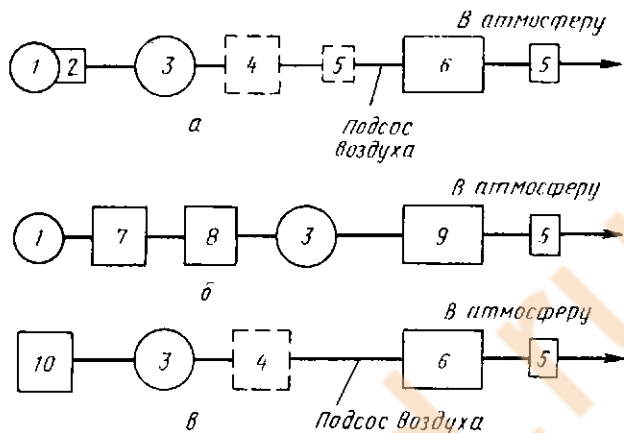 В атмосферу
1 2 3 4 5 6 5
Подсос
воздуха
а
В атмосферу
1 7 8 3 9 5
б
В атмосферу
10 3 4 6 5
в Подсос воздуха